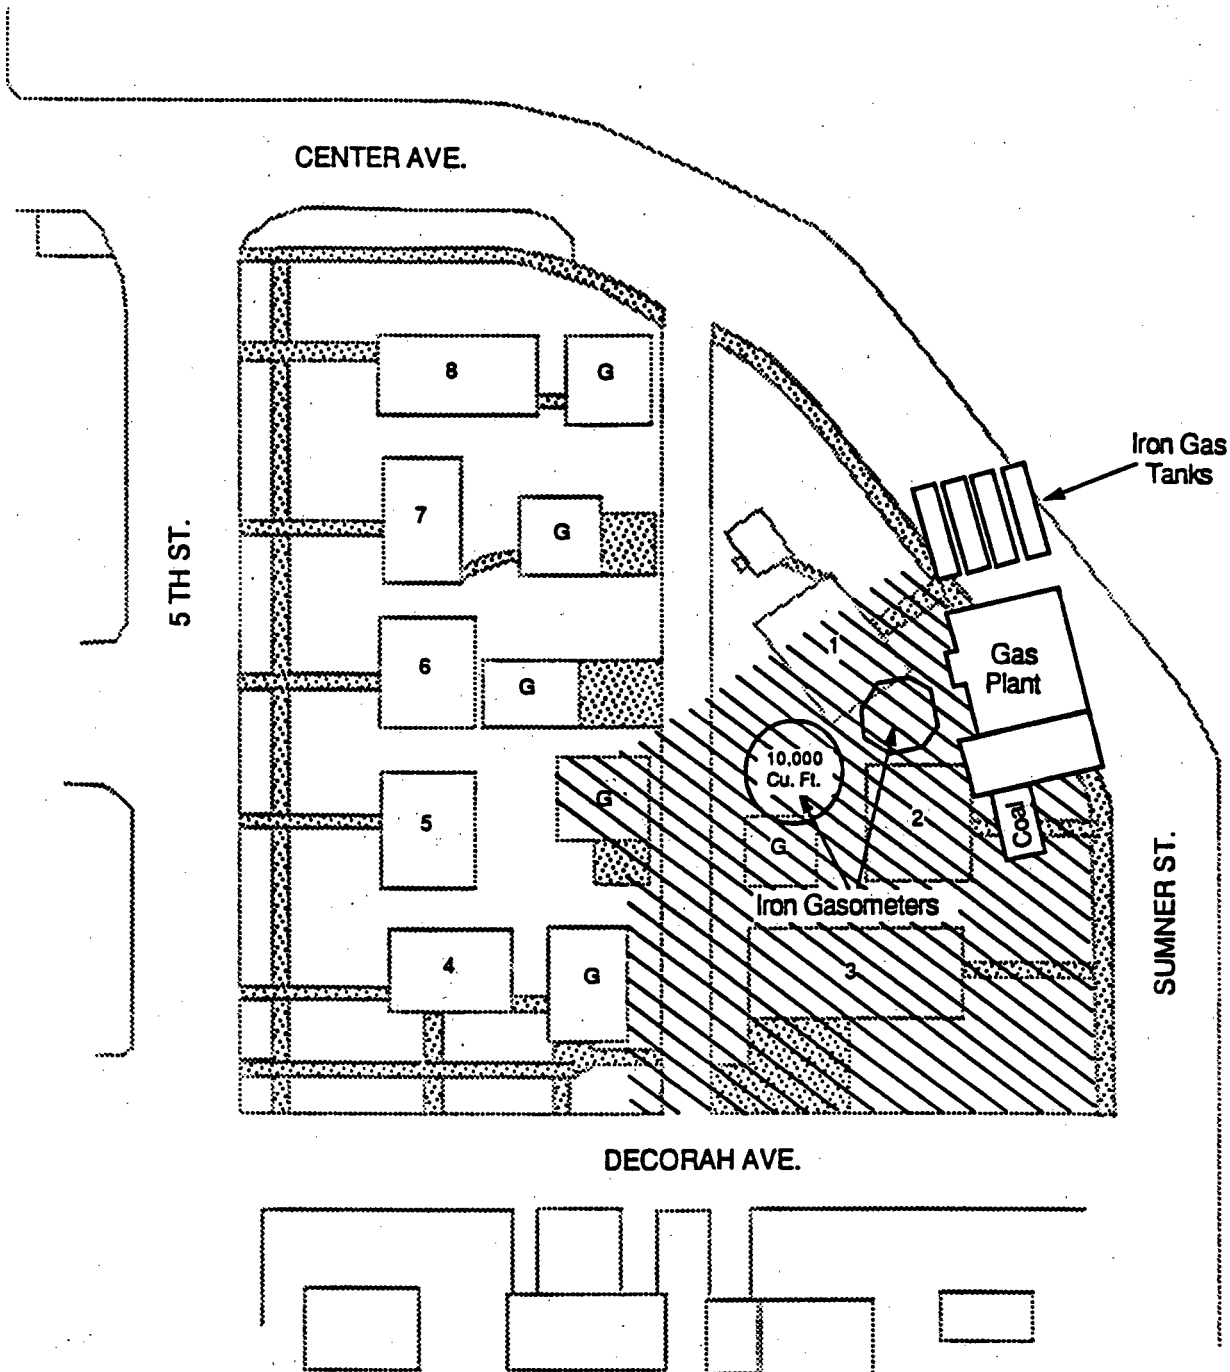 CENTER AVE.
8
G
Iron Gas
Tanks
7
G
5 TH ST.
1
6
G
Gas
Plant
10,000
Cu. Ft.
G
5
2
Coal
G
Iron Gasometers
SUMNER ST.
4
G
3
DECORAH AVE.